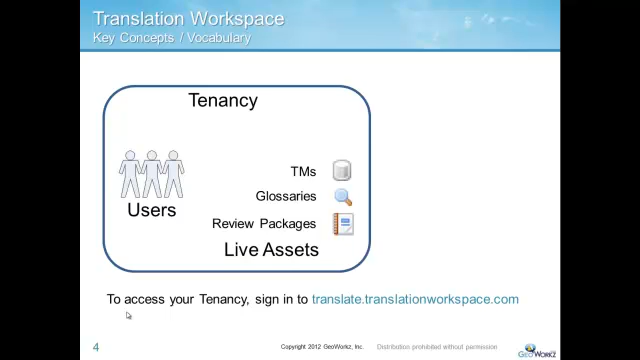 Translation Workspace
Key Concepts / Vocabulary
Tenancy
Users
TMs
Glossaries
Review Packages
Live Assets
To access your Tenancy, sign in to translate.translationworkspace.com
4
Copyright 2012 GeoWorkz, Inc. Distribution prohibited without permission
GEOWORKZ